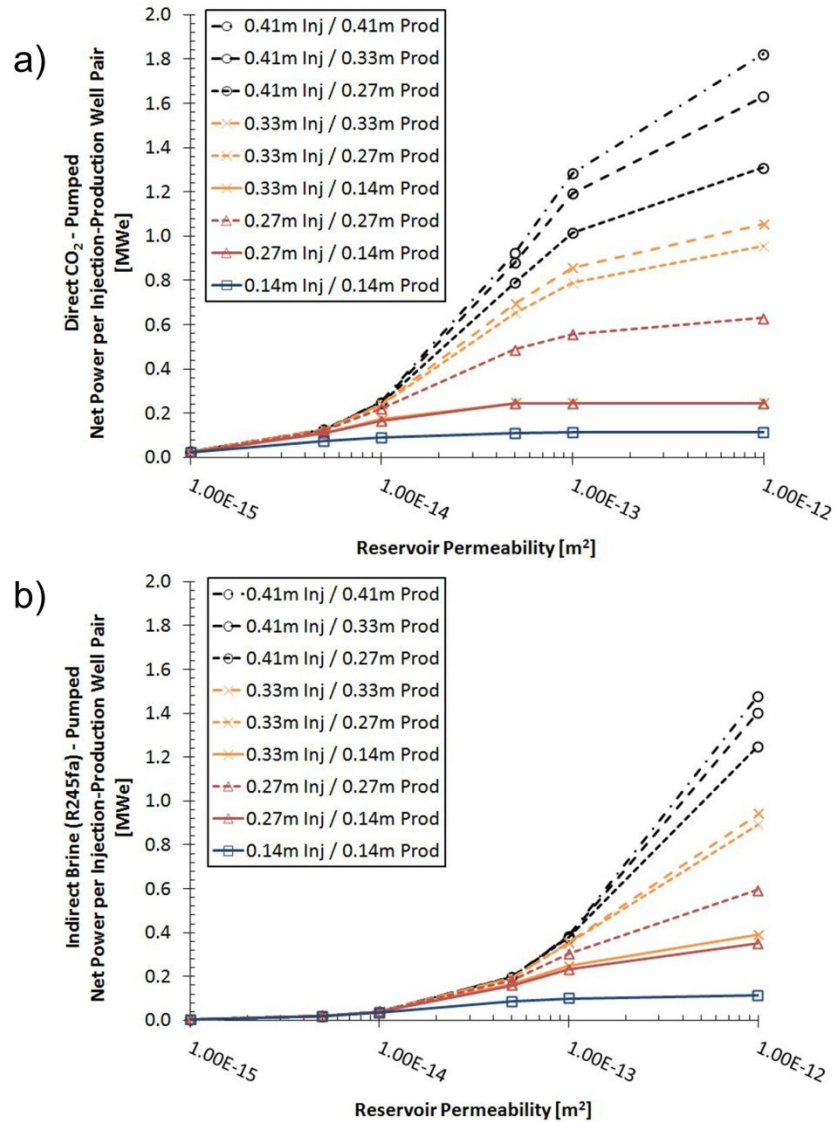 a)
Direct CO₂ - Pumped
Net Power per Injection-Production Well Pair
[MWe]
2.0
1.8
1.6
1.4
1.2
1.0
0.8
0.6
0.4
0.2
0.0
0.41m Inj / 0.41m Prod
0.41m Inj / 0.33m Prod
0.41m Inj / 0.27m Prod
0.33m Inj / 0.33m Prod
0.33m Inj / 0.27m Prod
0.33m Inj / 0.14m Prod
0.27m Inj / 0.27m Prod
0.27m Inj / 0.14m Prod
0.14m Inj / 0.14m Prod
1.00E-15
1.00E-14
1.00E-13
1.00E-12
Reservoir Permeability [m²]
b)
Indirect Brine (R245fa) - Pumped
Net Power per Injection-Production Well Pair
[MWe]
2.0
1.8
1.6
1.4
1.2
1.0
0.8
0.6
0.4
0.2
0.0
0.41m Inj / 0.41m Prod
0.41m Inj / 0.33m Prod
0.41m Inj / 0.27m Prod
0.33m Inj / 0.33m Prod
0.33m Inj / 0.27m Prod
0.33m Inj / 0.14m Prod
0.27m Inj / 0.27m Prod
0.27m Inj / 0.14m Prod
0.14m Inj / 0.14m Prod
1.00E-15
1.00E-14
1.00E-13
1.00E-12
Reservoir Permeability [m²]